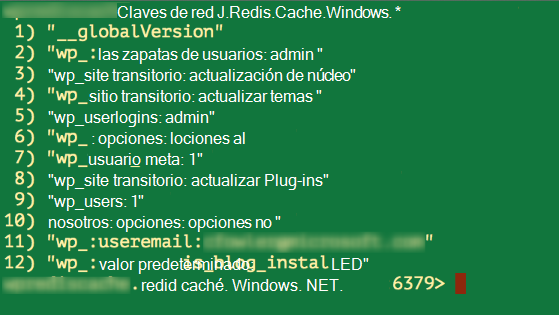 Claves de red J.Redis.Cache.Windows. *
1) "__globalVersion"
2) "wp_:las zapatas de usuarios: admin "
3) "wp_site transitorio: actualización de núcleo"
4) "wp_sitio transitorio: actualizar temas "
5) "wp_userlogins: admin"
6) "wp_ : opciones: lociones al
7) "wp_usuario meta: 1"
8) "wp_site transitorio: actualizar Plug-ins"
9) "wp_users: 1"
10) nosotros: opciones: opciones no "
11) "wp_:useremail: "
12) "wp_:valor predeterminado is_blog_instal LED"
. redid caché. Windows. NET. 6379>